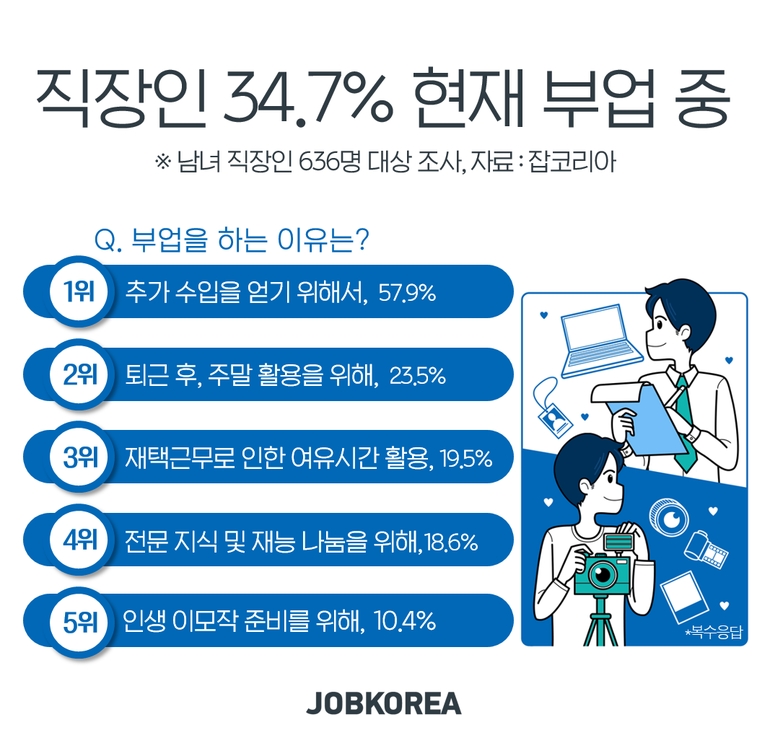 직장인 34.7% 현재 부업 중
※ 남녀 직장인 636명 대상 조사, 자료 : 잡코리아
Q. 부업을 하는 이유는?
1위 추가 수입을 얻기 위해서, 57.9%
2위 퇴근 후, 주말 활용을 위해, 23.5%
3위 재택근무로 인한 여유시간 활용, 19.5%
4위 전문 지식 및 재능 나눔을 위해, 18.6%
5위 인생 이모작 준비를 위해, 10.4%
*복수응답
JOBKOREA